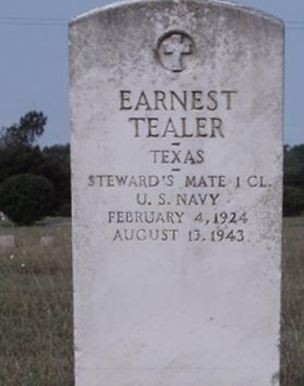 EARNEST
TEALER
TEXAS
STEWARD'S MATE 1 CL.
U. S. NAVY
FEBRUARY 4, 1924
AUGUST 13, 1943